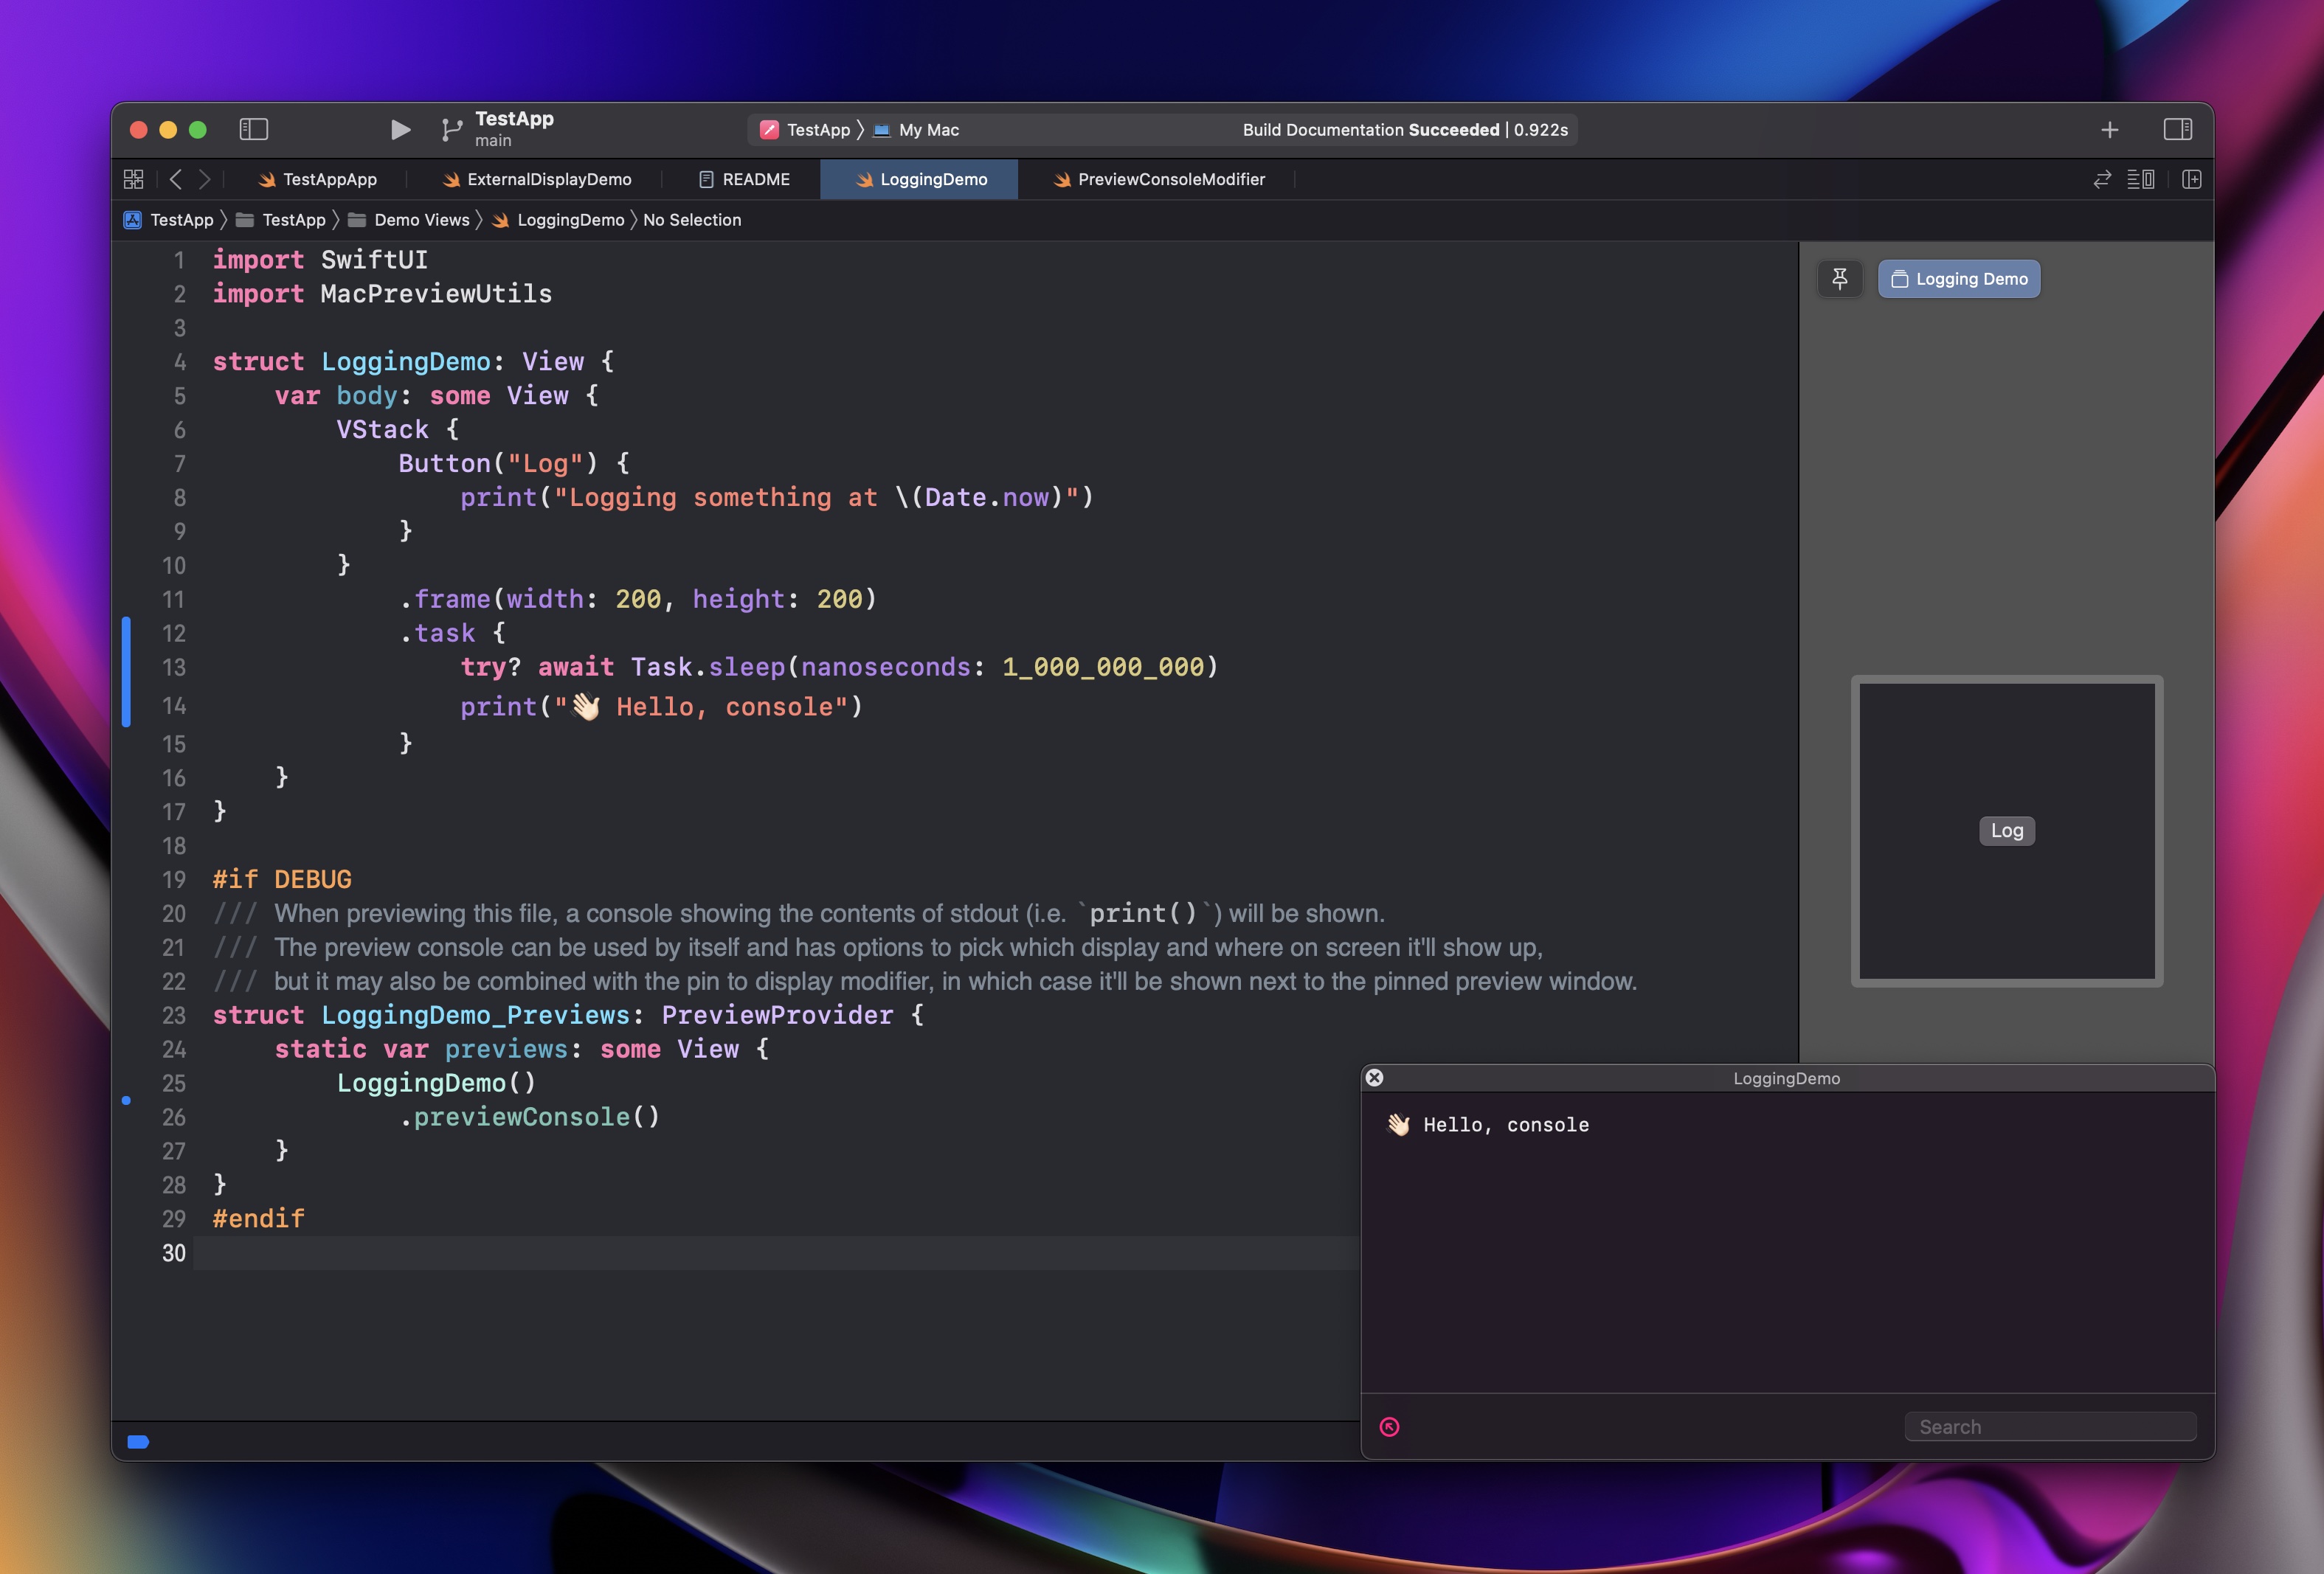 TestApp
main
TestApp 〉 My Mac
Build Documentation Succeeded | 0.922s
TestAppApp
ExternalDisplayDemo
README
LoggingDemo
PreviewConsoleModifier
TestApp 〉 TestApp 〉 Demo Views 〉 LoggingDemo 〉 No Selection
1 import SwiftUI
2 import MacPreviewUtils
3
4 struct LoggingDemo: View {
5     var body: some View {
6         VStack {
7             Button("Log") {
8                 print("Logging something at \(Date.now)")
9             }
10         }
11             .frame(width: 200, height: 200)
12             .task {
13                 try? await Task.sleep(nanoseconds: 1_000_000_000)
14                 print("👋🏻 Hello, console")
15             }
16     }
17 }
18
19 #if DEBUG
20 /// When previewing this file, a console showing the contents of stdout (i.e. `print()`) will be shown.
21 /// The preview console can be used by itself and has options to pick which display and where on screen it'll show up,
22 /// but it may also be combined with the pin to display modifier, in which case it'll be shown next to the pinned preview window.
23 struct LoggingDemo_Previews: PreviewProvider {
24     static var previews: some View {
25         LoggingDemo()
26             .previewConsole()
27     }
28 }
29 #endif
30
Logging Demo
Log
LoggingDemo
👋🏻 Hello, console
Search